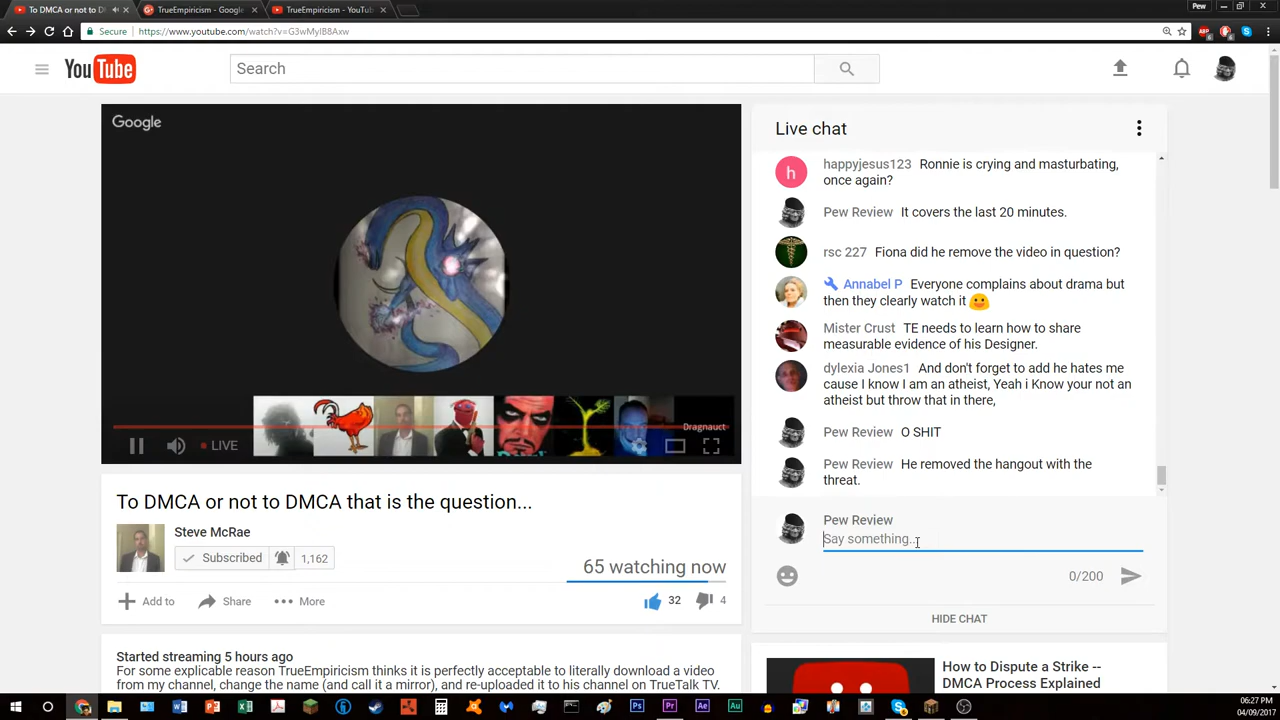 To DMCA or not to D
TrueEmpiricism - Google
TrueEmpiricism - YouTub
Pew
Secure
https://www.youtube.com/watch?v=G3wMyIB8Axw
YouTube
Search
Google
Live chat
happyjesus123 Ronnie is crying and masturbating,
once again?
Pew Review It covers the last 20 minutes.
rsc 227 Fiona did he remove the video in question?
Annabel P Everyone complains about drama but
then they clearly watch it
Mister Crust TE needs to learn how to share
measurable evidence of his Designer.
dylexia Jones1 And don't forget to add he hates me
cause I know I am an atheist, Yeah i Know your not an
atheist but throw that in there,
Pew Review O SHIT
Pew Review He removed the hangout with the
threat.
Pew Review
Say something...
0/200
HIDE CHAT
Dragnauct
LIVE
To DMCA or not to DMCA that is the question...
Steve McRae
Subscribed 1,162
65 watching now
Add to Share More 32 4
Started streaming 5 hours ago
For some explicable reason TrueEmpiricism thinks it is perfectly acceptable to literally download a video
from my channel, change the name (and call it a mirror), and re-uploaded it to his channel on TrueTalk TV.
How to Dispute a Strike --
DMCA Process Explained
06:27 PM
04/09/2017